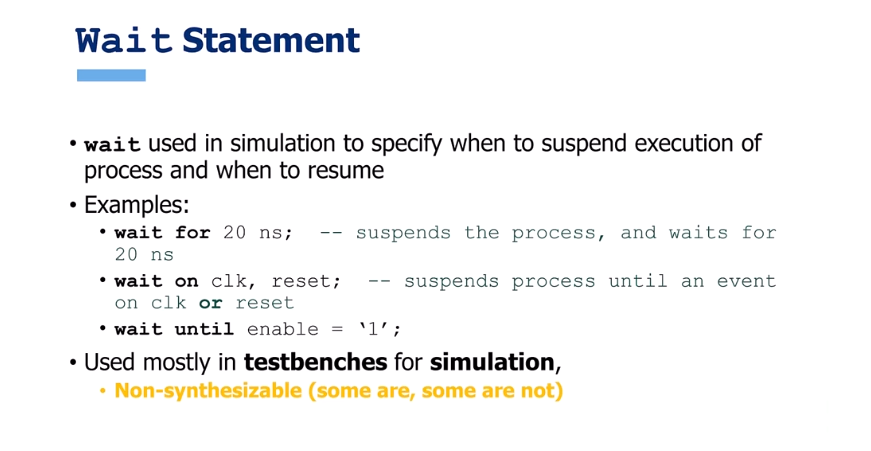 Wait Statement
• wait used in simulation to specify when to suspend execution of
process and when to resume
• Examples:
• wait for 20 ns; -- suspends the process, and waits for
20 ns
• wait on clk, reset; -- suspends process until an event
on clk or reset
• wait until enable = ‘1’;
• Used mostly in testbenches for simulation,
• Non-synthesizable (some are, some are not)